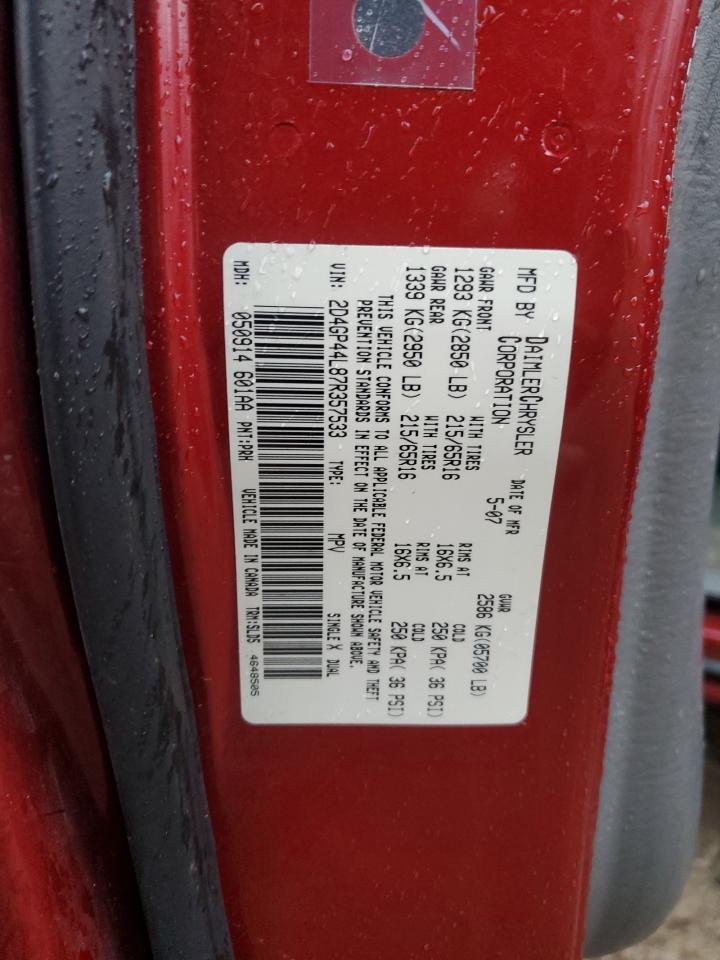 MFD BY DAIMLERCHRYSLER CORPORATION
DATE OF MFR 5-07
GVWR 2586 KG(05700 LB)
GAWR FRONT WITH TIRES RIMS AT COLD
1293 KG(2850 LB) 215/65R16 16X6.5 250 KPA( 36 PSI)
GAWR REAR WITH TIRES RIMS AT COLD
1339 KG(2950 LB) 215/65R16 16X6.5 250 KPA( 36 PSI)
THIS VEHICLE CONFORMS TO ALL APPLICABLE FEDERAL MOTOR VEHICLE SAFETY AND THEFT
PREVENTION STANDARDS IN EFFECT ON THE DATE OF MANUFACTURE SHOWN ABOVE.
VIN: 2D4GP44L87R357533 TYPE: MPV SINGLE X DUAL
MDH: 050914 601AA PNT:PRH VEHICLE MADE IN CANADA TRM:SLD5 4648505